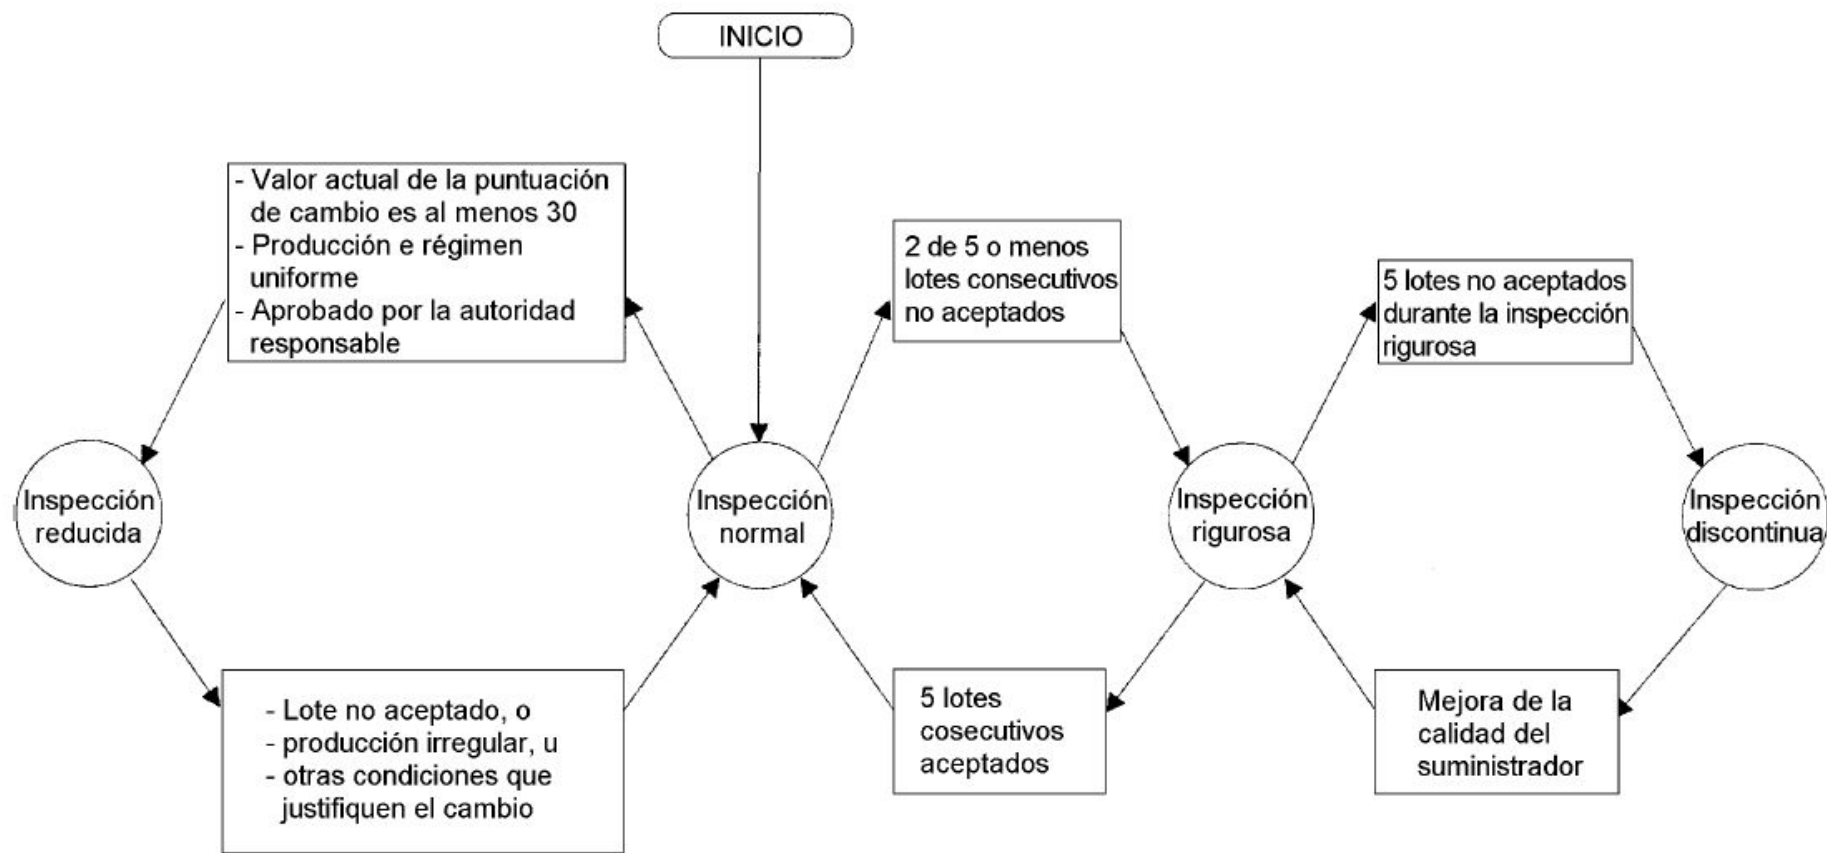 INICIO
- Valor actual de la puntuación
de cambio es al menos 30
- Producción e régimen
uniforme
- Aprobado por la autoridad
responsable
2 de 5 o menos
lotes consecutivos
no aceptados
5 lotes no aceptados
durante la inspección
rigurosa
Inspección
reducida
Inspección
normal
Inspección
rigurosa
Inspección
discontinua
- Lote no aceptado, o
- producción irregular, u
- otras condiciones que
justifiquen el cambio
5 lotes
cosecutivos
aceptados
Mejora de la
calidad del
suministrador